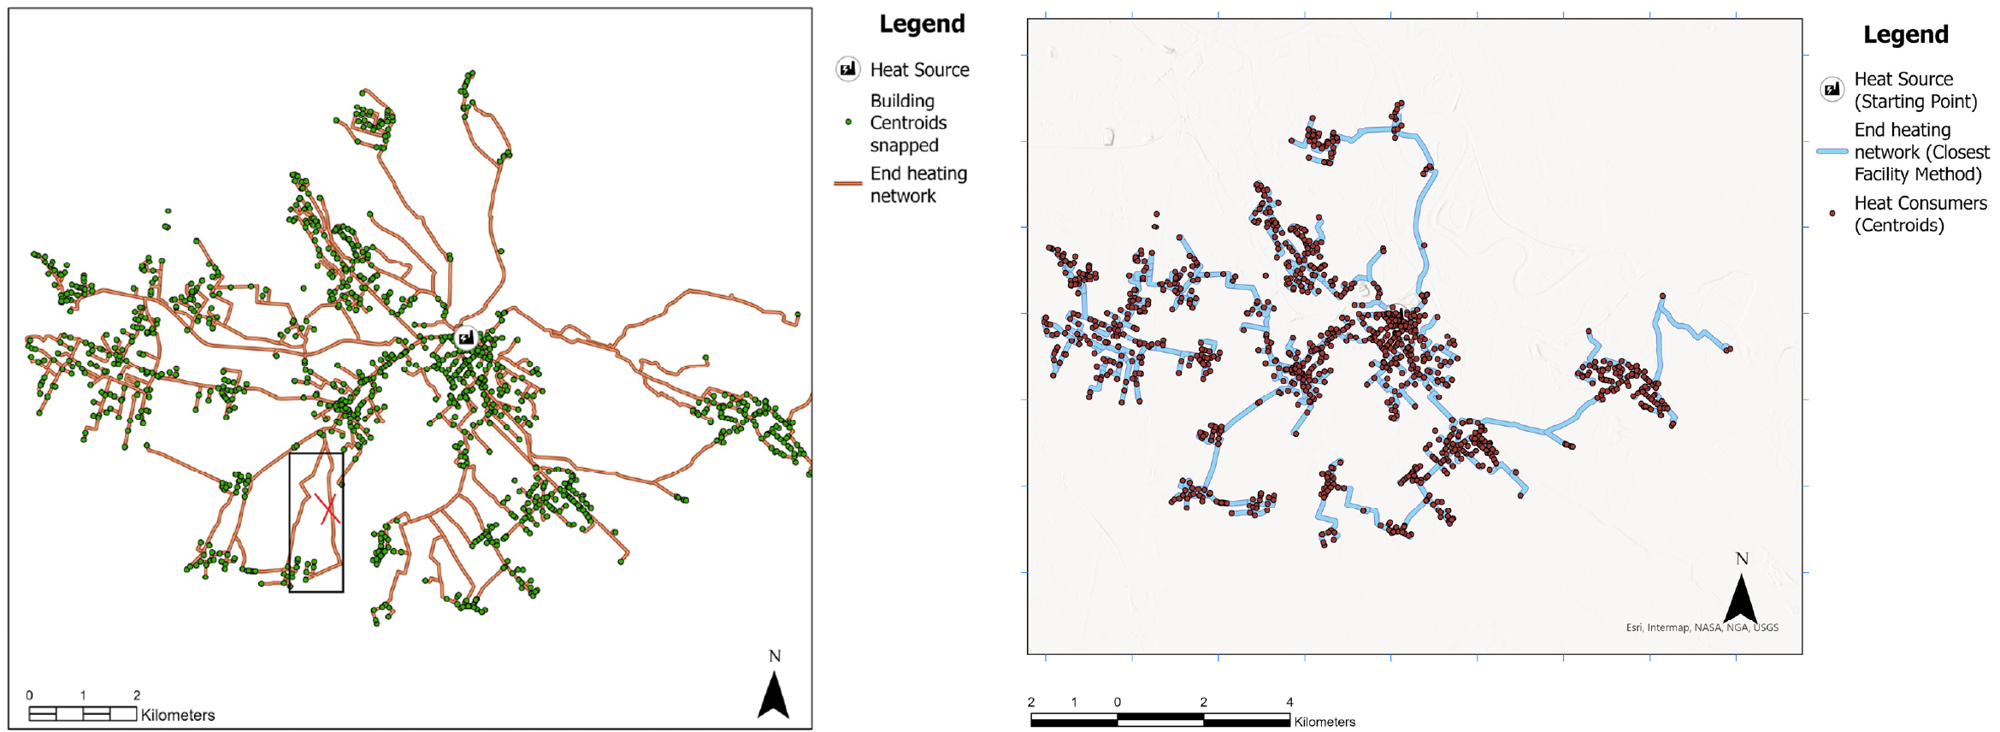 Legend
Heat Source
Building
Centroids
snapped
End heating
network
N
0 1 2
Kilometers
Legend
Heat Source
(Starting Point)
End heating
network (Closest
Facility Method)
Heat Consumers
(Centroids)
N
Esri, Intermap, NASA, NGA, USGS
2 1 0 2 4
Kilometers